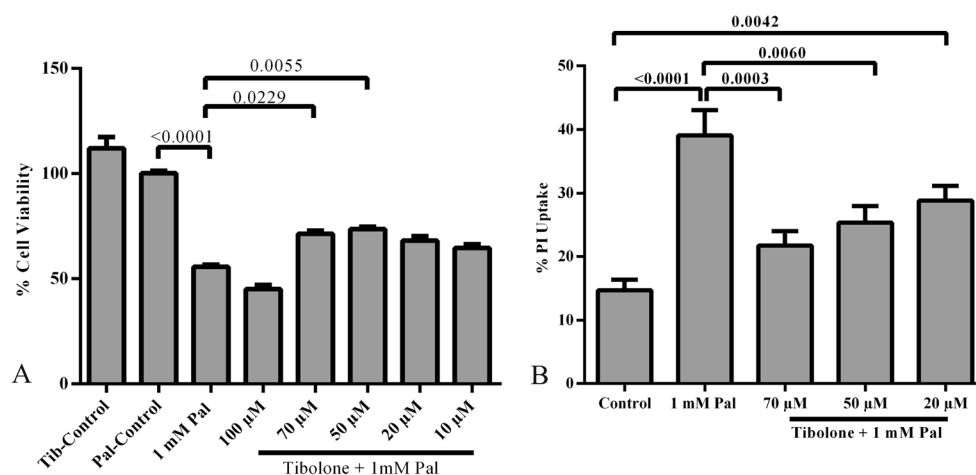 0.0055
0.0229
<0.0001
150
100
50
0
% Cell Viability
Tib-Control
Pal-Control
1 mM Pal
100 µM
70 µM
50 µM
20 µM
10 µM
Tibolone + 1mM Pal
A
0.0042
0.0060
<0.0001
0.0003
50
40
30
20
10
0
% PI Uptake
Control
1 mM Pal
70 µM
50 µM
20 µM
Tibolone + 1 mM Pal
B